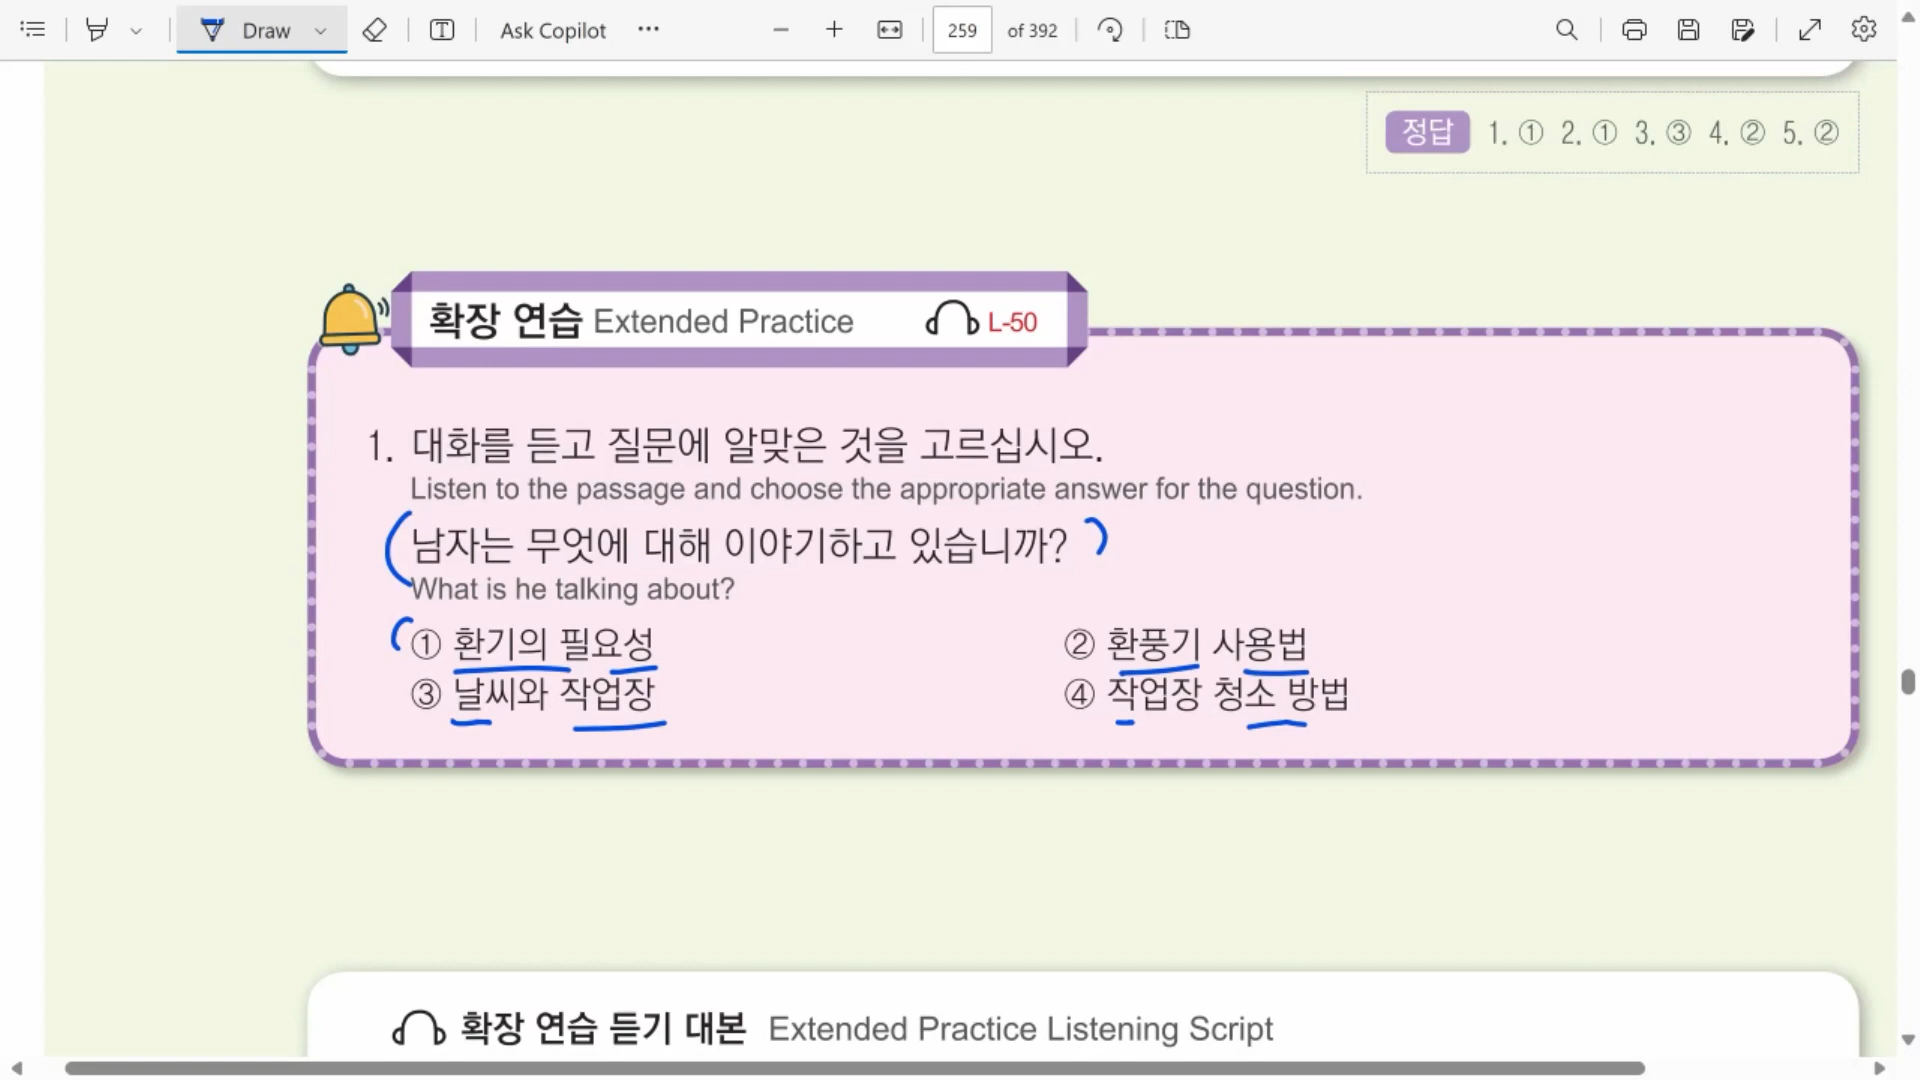 Draw
Ask Copilot
259 of 392
정답 1. ① 2. ① 3. ③ 4. ② 5. ②
확장 연습 Extended Practice L-50
1. 대화를 듣고 질문에 알맞은 것을 고르십시오.
Listen to the passage and choose the appropriate answer for the question.
남자는 무엇에 대해 이야기하고 있습니까?
What is he talking about?
① 환기의 필요성 ② 환풍기 사용법
③ 날씨와 작업장 ④ 작업장 청소 방법
확장 연습 듣기 대본 Extended Practice Listening Script